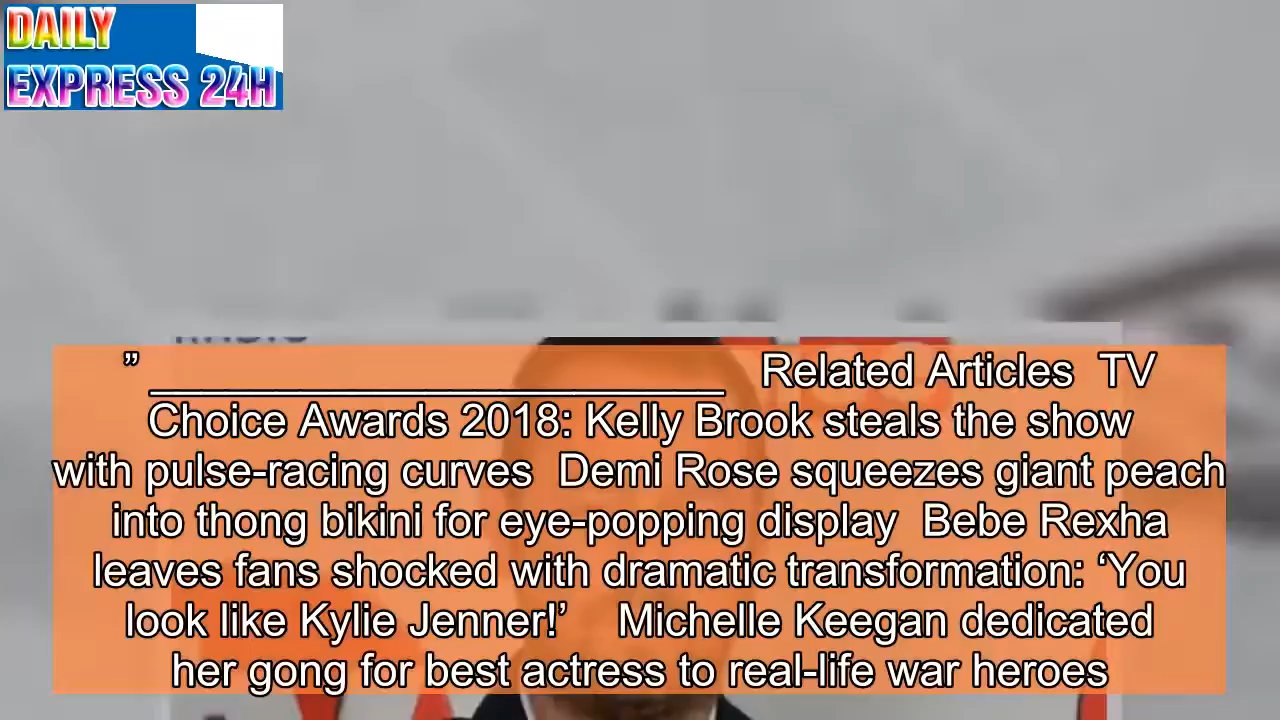 DAILY
EXPRESS 24H
” _______________________ Related Articles TV
Choice Awards 2018: Kelly Brook steals the show
with pulse-racing curves Demi Rose squeezes giant peach
into thong bikini for eye-popping display Bebe Rexha
leaves fans shocked with dramatic transformation: ‘You
look like Kylie Jenner!’ Michelle Keegan dedicated
her gong for best actress to real-life war heroes